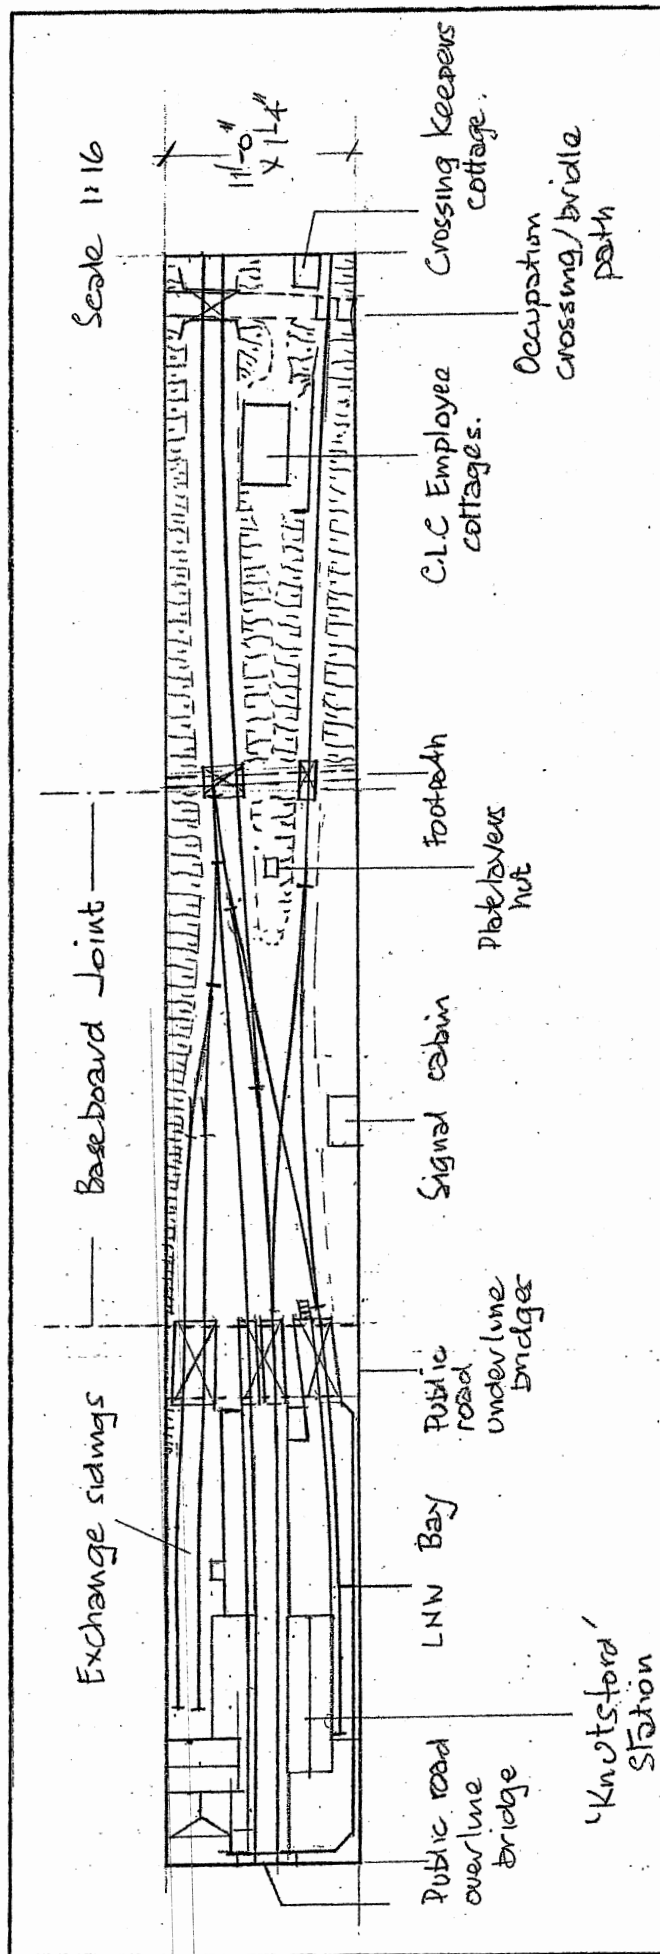 Scale 1:16
11'-0"
x 1'-4"
Exchange sidings
Baseboard Joint
Public road
overline
bridge
'Knutsford'
Station
LNW Bay
Public
road
underline
bridges
Signal cabin
Platelayers
hut
Footpath
C.L.C Employee
cottages.
Occupation
crossing/bridle
path
Crossing Keepers
cottage.